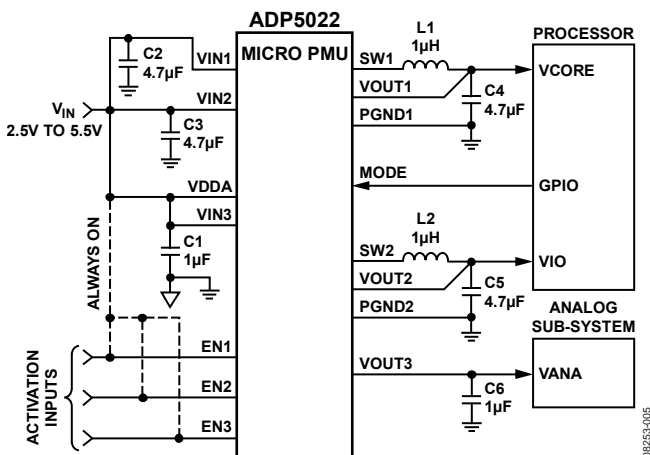 ADP5022
MICRO PMU
C2
4.7µF
VIN1
VIN2
VIN
2.5V TO 5.5V
C3
4.7µF
VDDA
VIN3
C1
1µF
ALWAYS ON
ACTIVATION
INPUTS
EN1
EN2
EN3
SW1
L1
1µH
VOUT1
PGND1
C4
4.7µF
MODE
SW2
L2
1µH
VOUT2
PGND2
C5
4.7µF
VOUT3
C6
1µF
PROCESSOR
VCORE
GPIO
VIO
ANALOG
SUB-SYSTEM
VANA
08253-005